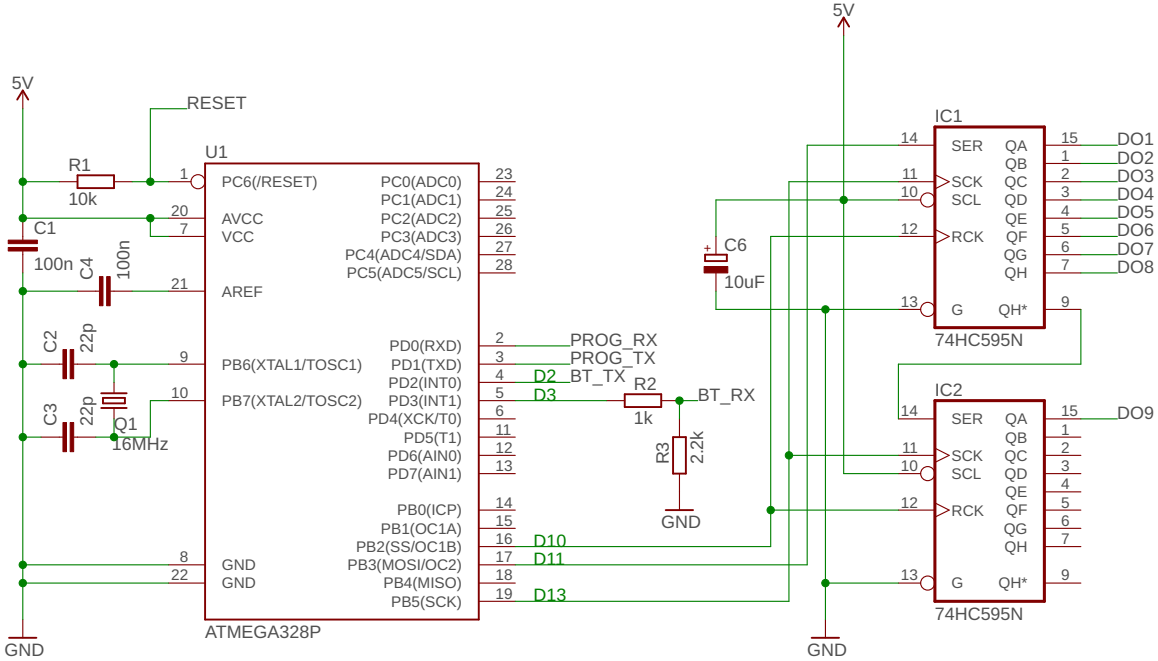 5V
RESET
R1
10k
C1
100n
C4
100n
C2
22p
C3
22p
Q1
16MHz
GND
U1
1 PC6(/RESET)
20 AVCC
7 VCC
21 AREF
9 PB6(XTAL1/TOSC1)
10 PB7(XTAL2/TOSC2)
8 GND
22 GND
PC0(ADC0) 23
PC1(ADC1) 24
PC2(ADC2) 25
PC3(ADC3) 26
PC4(ADC4/SDA) 27
PC5(ADC5/SCL) 28
PD0(RXD) 2 PROG_RX
PD1(TXD) 3 PROG_TX
PD2(INT0) 4 D2 BT_TX
PD3(INT1) 5 D3
PD4(XCK/T0) 6
PD5(T1) 11
PD6(AIN0) 12
PD7(AIN1) 13
PB0(ICP) 14
PB1(OC1A) 15
PB2(SS/OC1B) 16 D10
PB3(MOSI/OC2) 17 D11
PB4(MISO) 18
PB5(SCK) 19 D13
ATMEGA328P
R2
1k
BT_RX
R3
2.2k
GND
5V
+
C6
10uF
GND
IC1
14 SER QA 15 DO1
QB 1 DO2
11 SCK QC 2 DO3
10 SCL QD 3 DO4
QE 4 DO5
12 RCK QF 5 DO6
QG 6 DO7
QH 7 DO8
13 G QH* 9
74HC595N
IC2
14 SER QA 15 DO9
QB 1
11 SCK QC 2
10 SCL QD 3
QE 4
12 RCK QF 5
QG 6
QH 7
13 G QH* 9
74HC595N